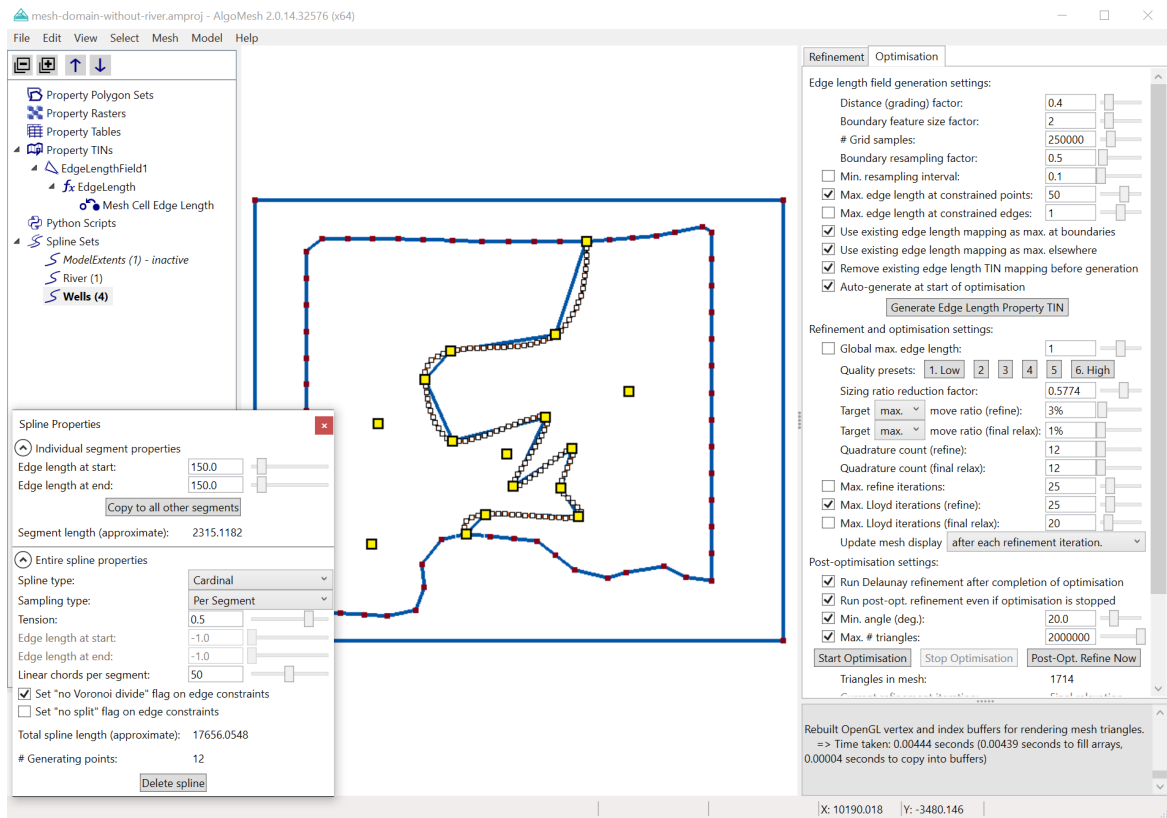 mesh-domain-without-river.amproj - AlgoMesh 2.0.14.32576 (x64)
File Edit View Select Mesh Model Help
Property Polygon Sets
Property Rasters
Property Tables
Property TINs
EdgeLengthField1
fx EdgeLength
Mesh Cell Edge Length
Python Scripts
Spline Sets
ModelExtents (1) - inactive
River (1)
Wells (4)
Spline Properties
Individual segment properties
Edge length at start: 150.0
Edge length at end: 150.0
Copy to all other segments
Segment length (approximate): 2315.1182
Entire spline properties
Spline type: Cardinal
Sampling type: Per Segment
Tension: 0.5
Edge length at start: -1.0
Edge length at end: -1.0
Linear chords per segment: 50
Set "no Voronoi divide" flag on edge constraints
Set "no split" flag on edge constraints
Total spline length (approximate): 17656.0548
# Generating points: 12
Delete spline
Refinement Optimisation
Edge length field generation settings:
Distance (grading) factor: 0.4
Boundary feature size factor: 2
# Grid samples: 250000
Boundary resampling factor: 0.5
Min. resampling interval: 0.1
Max. edge length at constrained points: 50
Max. edge length at constrained edges: 1
Use existing edge length mapping as max. at boundaries
Use existing edge length mapping as max. elsewhere
Remove existing edge length TIN mapping before generation
Auto-generate at start of optimisation
Generate Edge Length Property TIN
Refinement and optimisation settings:
Global max. edge length: 1
Quality presets: 1. Low 2 3 4 5 6. High
Sizing ratio reduction factor: 0.5774
Target max. move ratio (refine): 3%
Target max. move ratio (final relax): 1%
Quadrature count (refine): 12
Quadrature count (final relax): 12
Max. refine iterations: 25
Max. Lloyd iterations (refine): 25
Max. Lloyd iterations (final relax): 20
Update mesh display after each refinement iteration.
Post-optimisation settings:
Run Delaunay refinement after completion of optimisation
Run post-opt. refinement even if optimisation is stopped
Min. angle (deg.): 20.0
Max. # triangles: 2000000
Start Optimisation Stop Optimisation Post-Opt. Refine Now
Triangles in mesh: 1714
Current refinement iteration: Final relaxation
Rebuilt OpenGL vertex and index buffers for rendering mesh triangles.
=> Time taken: 0.00444 seconds (0.00439 seconds to fill arrays,
0.00004 seconds to copy into buffers)
X: 10190.018 Y: -3480.146